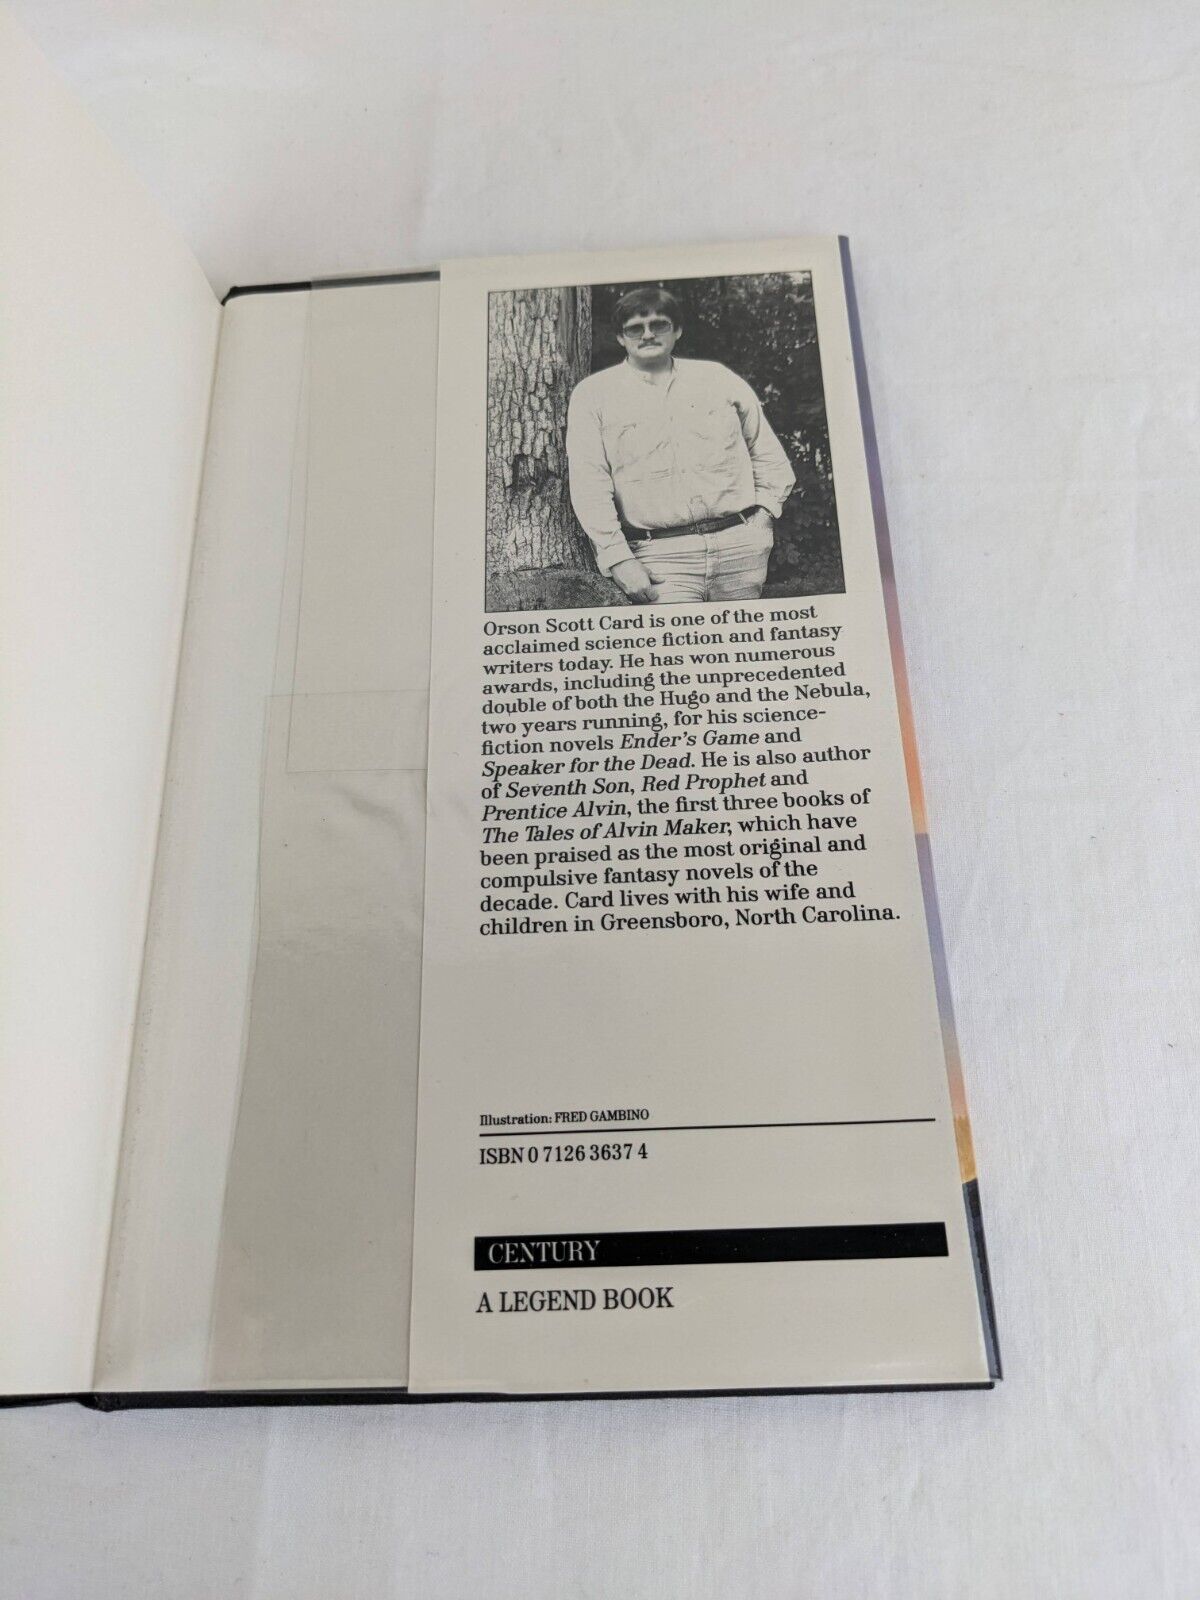 Orson Scott Card is one of the most
acclaimed science fiction and fantasy
writers today. He has won numerous
awards, including the unprecedented
double of both the Hugo and the Nebula,
two years running, for his science-
fiction novels Ender's Game and
Speaker for the Dead. He is also author
of Seventh Son, Red Prophet and
Prentice Alvin, the first three books of
The Tales of Alvin Maker, which have
been praised as the most original and
compulsive fantasy novels of the
decade. Card lives with his wife and
children in Greensboro, North Carolina.
Illustration: FRED GAMBINO
ISBN 0 7126 3637 4
CENTURY
A LEGEND BOOK